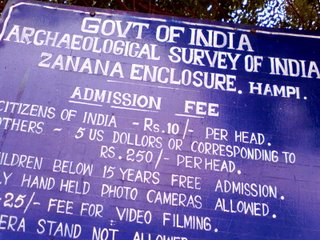 GOVT OF INDIA
ARCHAEOLOGICAL SURVEY OF INDIA
ZANANA ENCLOSURE. HAMPI.
ADMISSION FEE
CITIZENS OF INDIA - RS.10/- PER HEAD.
OTHERS - 5 US DOLLORS OR CORRESPONDING TO
RS.250/- PER HEAD.
ILDREN BELOW 15 YEARS FREE ADMISSION.
LY HAND HELD PHOTO CAMERAS ALLOWED.
.25/- FEE FOR VIDEO FILMING.
ERA STAND NOT ALLOWED